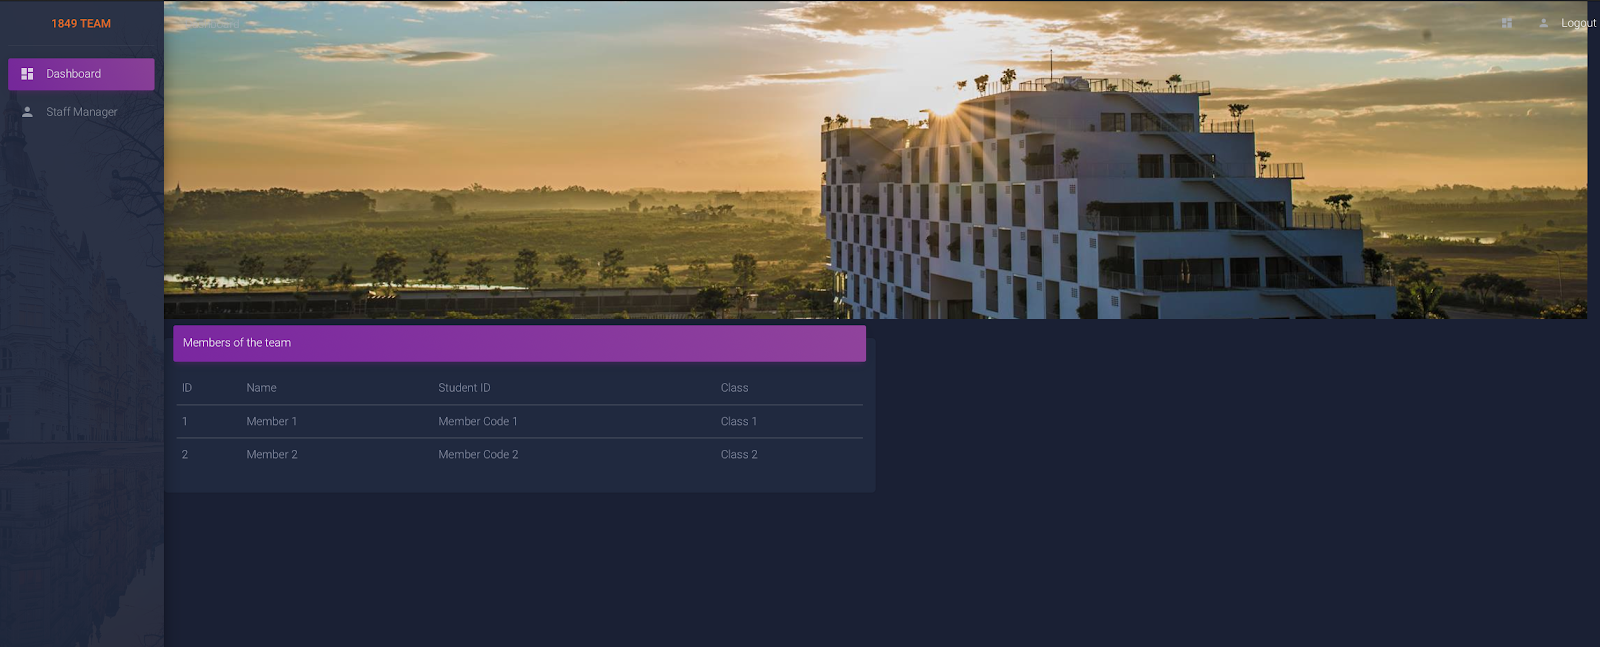 1849 TEAM
Dashboard
Staff Manager
Logout
Members of the team
ID Name Student ID Class
1 Member 1 Member Code 1 Class 1
2 Member 2 Member Code 2 Class 2